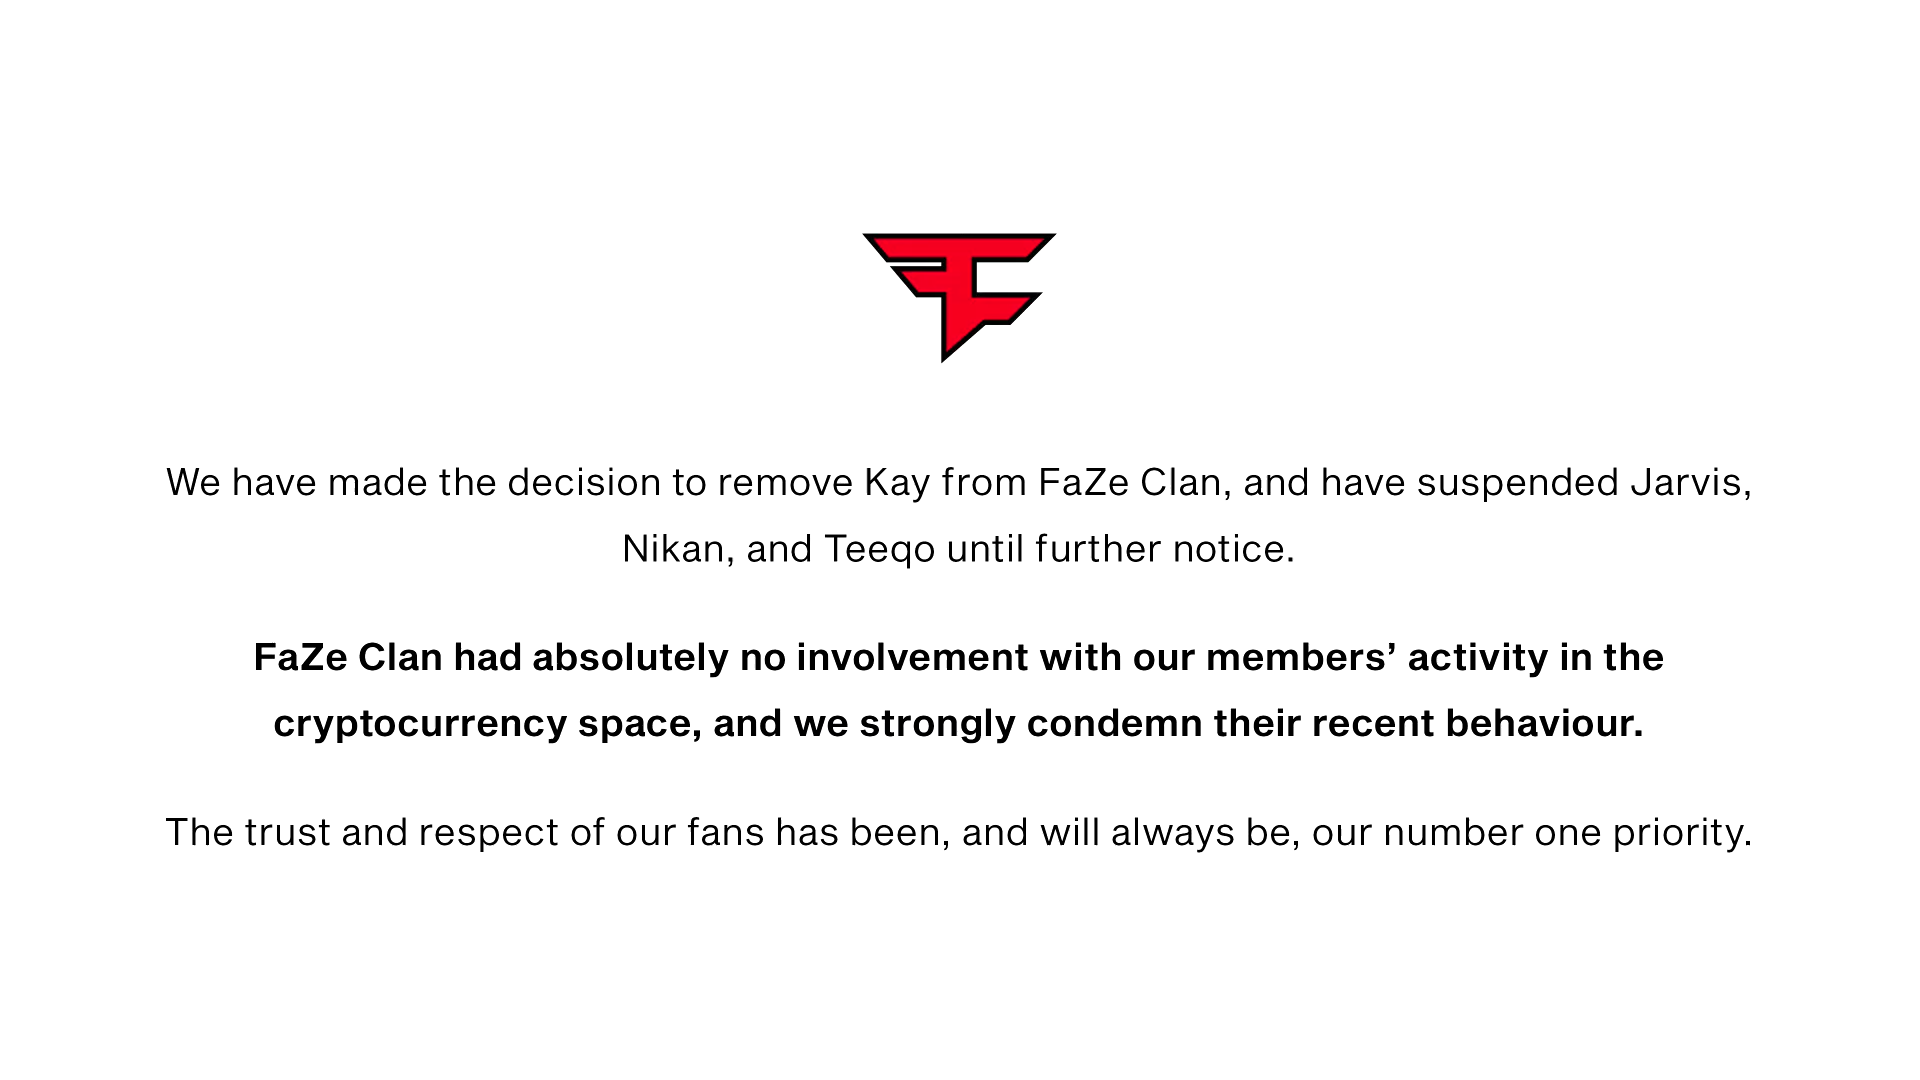 We have made the decision to remove Kay from FaZe Clan, and have suspended Jarvis,
Nikan, and Teeqo until further notice.
FaZe Clan had absolutely no involvement with our members’ activity in the
cryptocurrency space, and we strongly condemn their recent behaviour.
The trust and respect of our fans has been, and will always be, our number one priority.